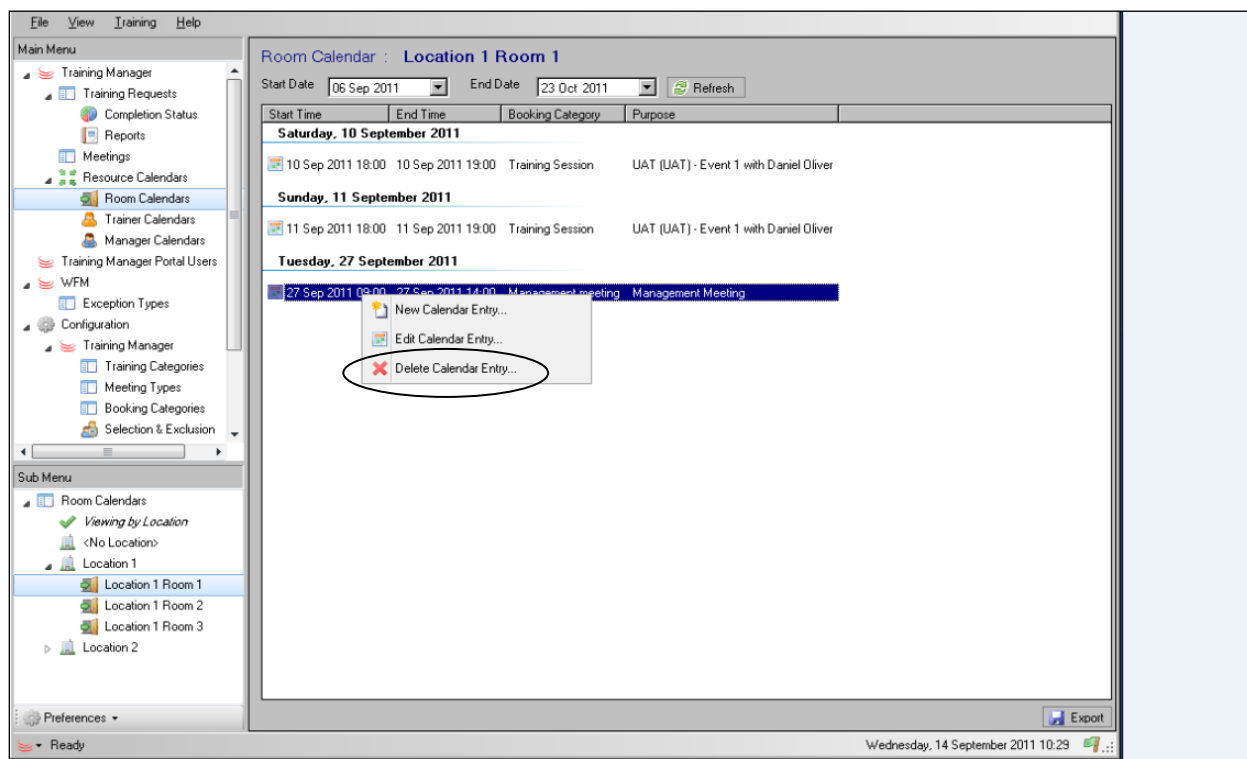 File View Training Help
Main Menu
Training Manager
Training Requests
Completion Status
Reports
Meetings
Resource Calendars
Room Calendars
Trainer Calendars
Manager Calendars
Training Manager Portal Users
WFM
Exception Types
Configuration
Training Manager
Training Categories
Meeting Types
Booking Categories
Selection & Exclusion
Sub Menu
Room Calendars
Viewing by Location
<No Location>
Location 1
Location 1 Room 1
Location 1 Room 2
Location 1 Room 3
Location 2
Preferences
Room Calendar : Location 1 Room 1
Start Date 06 Sep 2011 End Date 23 Oct 2011 Refresh
Start Time End Time Booking Category Purpose
Saturday, 10 September 2011
10 Sep 2011 18:00 10 Sep 2011 19:00 Training Session UAT (UAT) - Event 1 with Daniel Oliver
Sunday, 11 September 2011
11 Sep 2011 18:00 11 Sep 2011 19:00 Training Session UAT (UAT) - Event 1 with Daniel Oliver
Tuesday, 27 September 2011
27 Sep 2011 09:00 27 Sep 2011 14:00 Management meeting Management Meeting
New Calendar Entry...
Edit Calendar Entry...
Delete Calendar Entry...
Export
Ready Wednesday, 14 September 2011 10:29